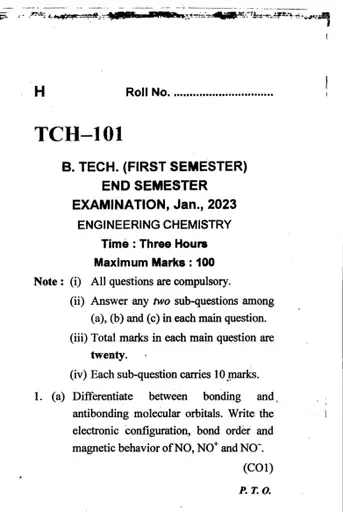 H Roll No. ...............................
TCH–101
B. TECH. (FIRST SEMESTER)
END SEMESTER
EXAMINATION, Jan., 2023
ENGINEERING CHEMISTRY
Time : Three Hours
Maximum Marks : 100
Note : (i) All questions are compulsory.
(ii) Answer any two sub-questions among
(a), (b) and (c) in each main question.
(iii) Total marks in each main question are
twenty.
(iv) Each sub-question carries 10 marks.
1. (a) Differentiate between bonding and
antibonding molecular orbitals. Write the
electronic configuration, bond order and
magnetic behavior of NO, NO⁺ and NO⁻.
(CO1)
P. T. O.